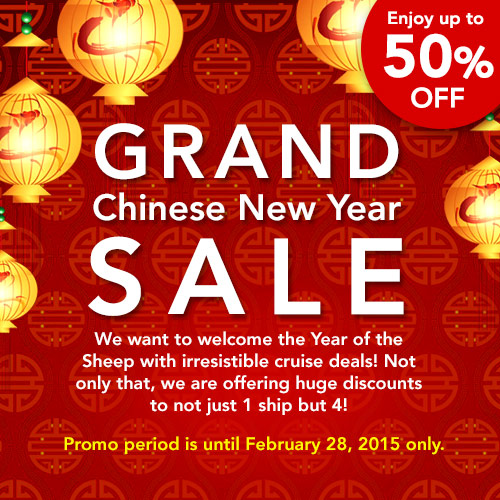 Enjoy up to
50%
OFF
GRAND
Chinese New Year
SALE
We want to welcome the Year of the
Sheep with irresistible cruise deals! Not
only that, we are offering huge discounts
to not just 1 ship but 4!
Promo period is until February 28, 2015 only.